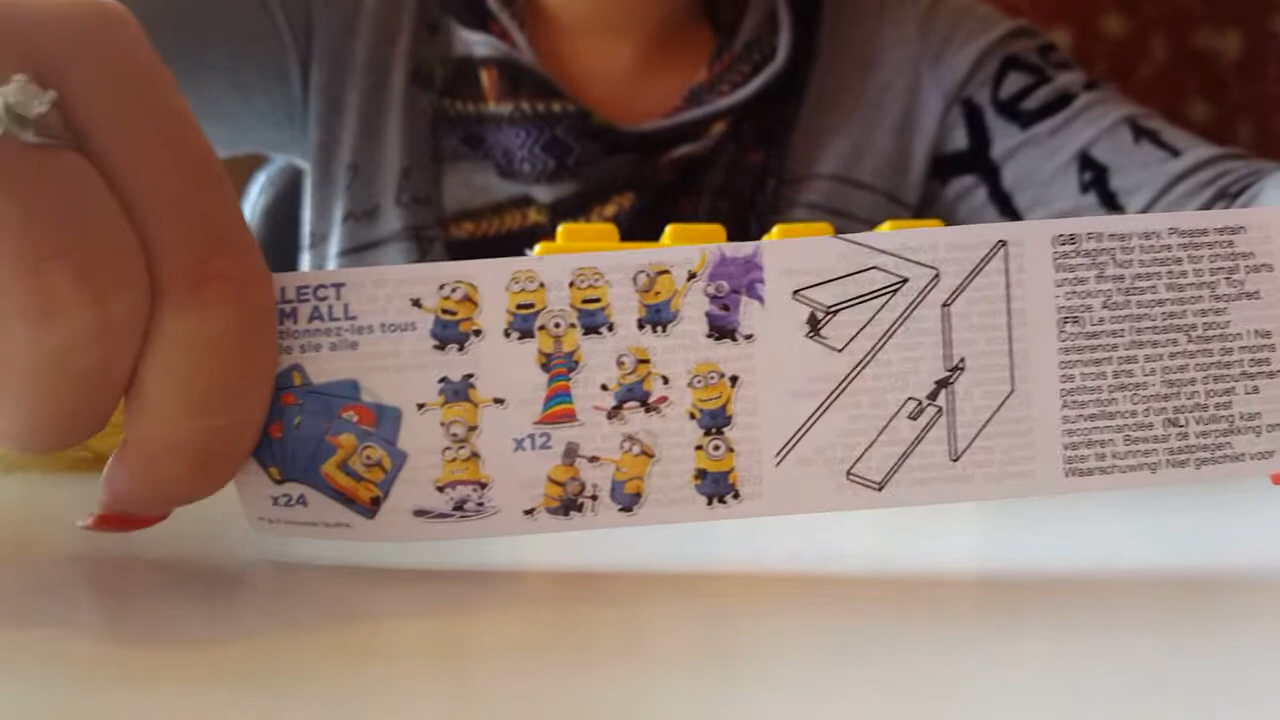 LLECT
M ALL
tionnez-les tous
le sie alle
x24
x12
(GB) Fill may vary. Please retain
packaging for future reference.
Warning! Not suitable for children
under three years due to small parts
- choking hazard. Warning! Toy
inside. Adult supervision required.
(FR) Le contenu peut varier.
Conservez l'emballage pour
référence ultérieure. Attention ! Ne
convient pas aux enfants de moins
de trois ans. Le jouet contient des
petites pièces - risque d'étouffement.
Attention ! Contient un jouet. La
surveillance d'un adulte est
recommandée. (NL) Vulling kan
variëren. Bewaar de verpakking om
later te kunnen raadplegen.
Waarschuwing! Niet geschikt voor
Yes